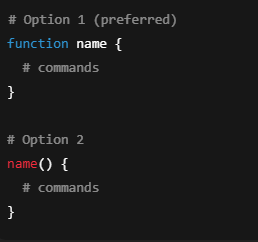 # Option 1 (preferred)
function name {
  # commands
}

# Option 2
name() {
  # commands
}